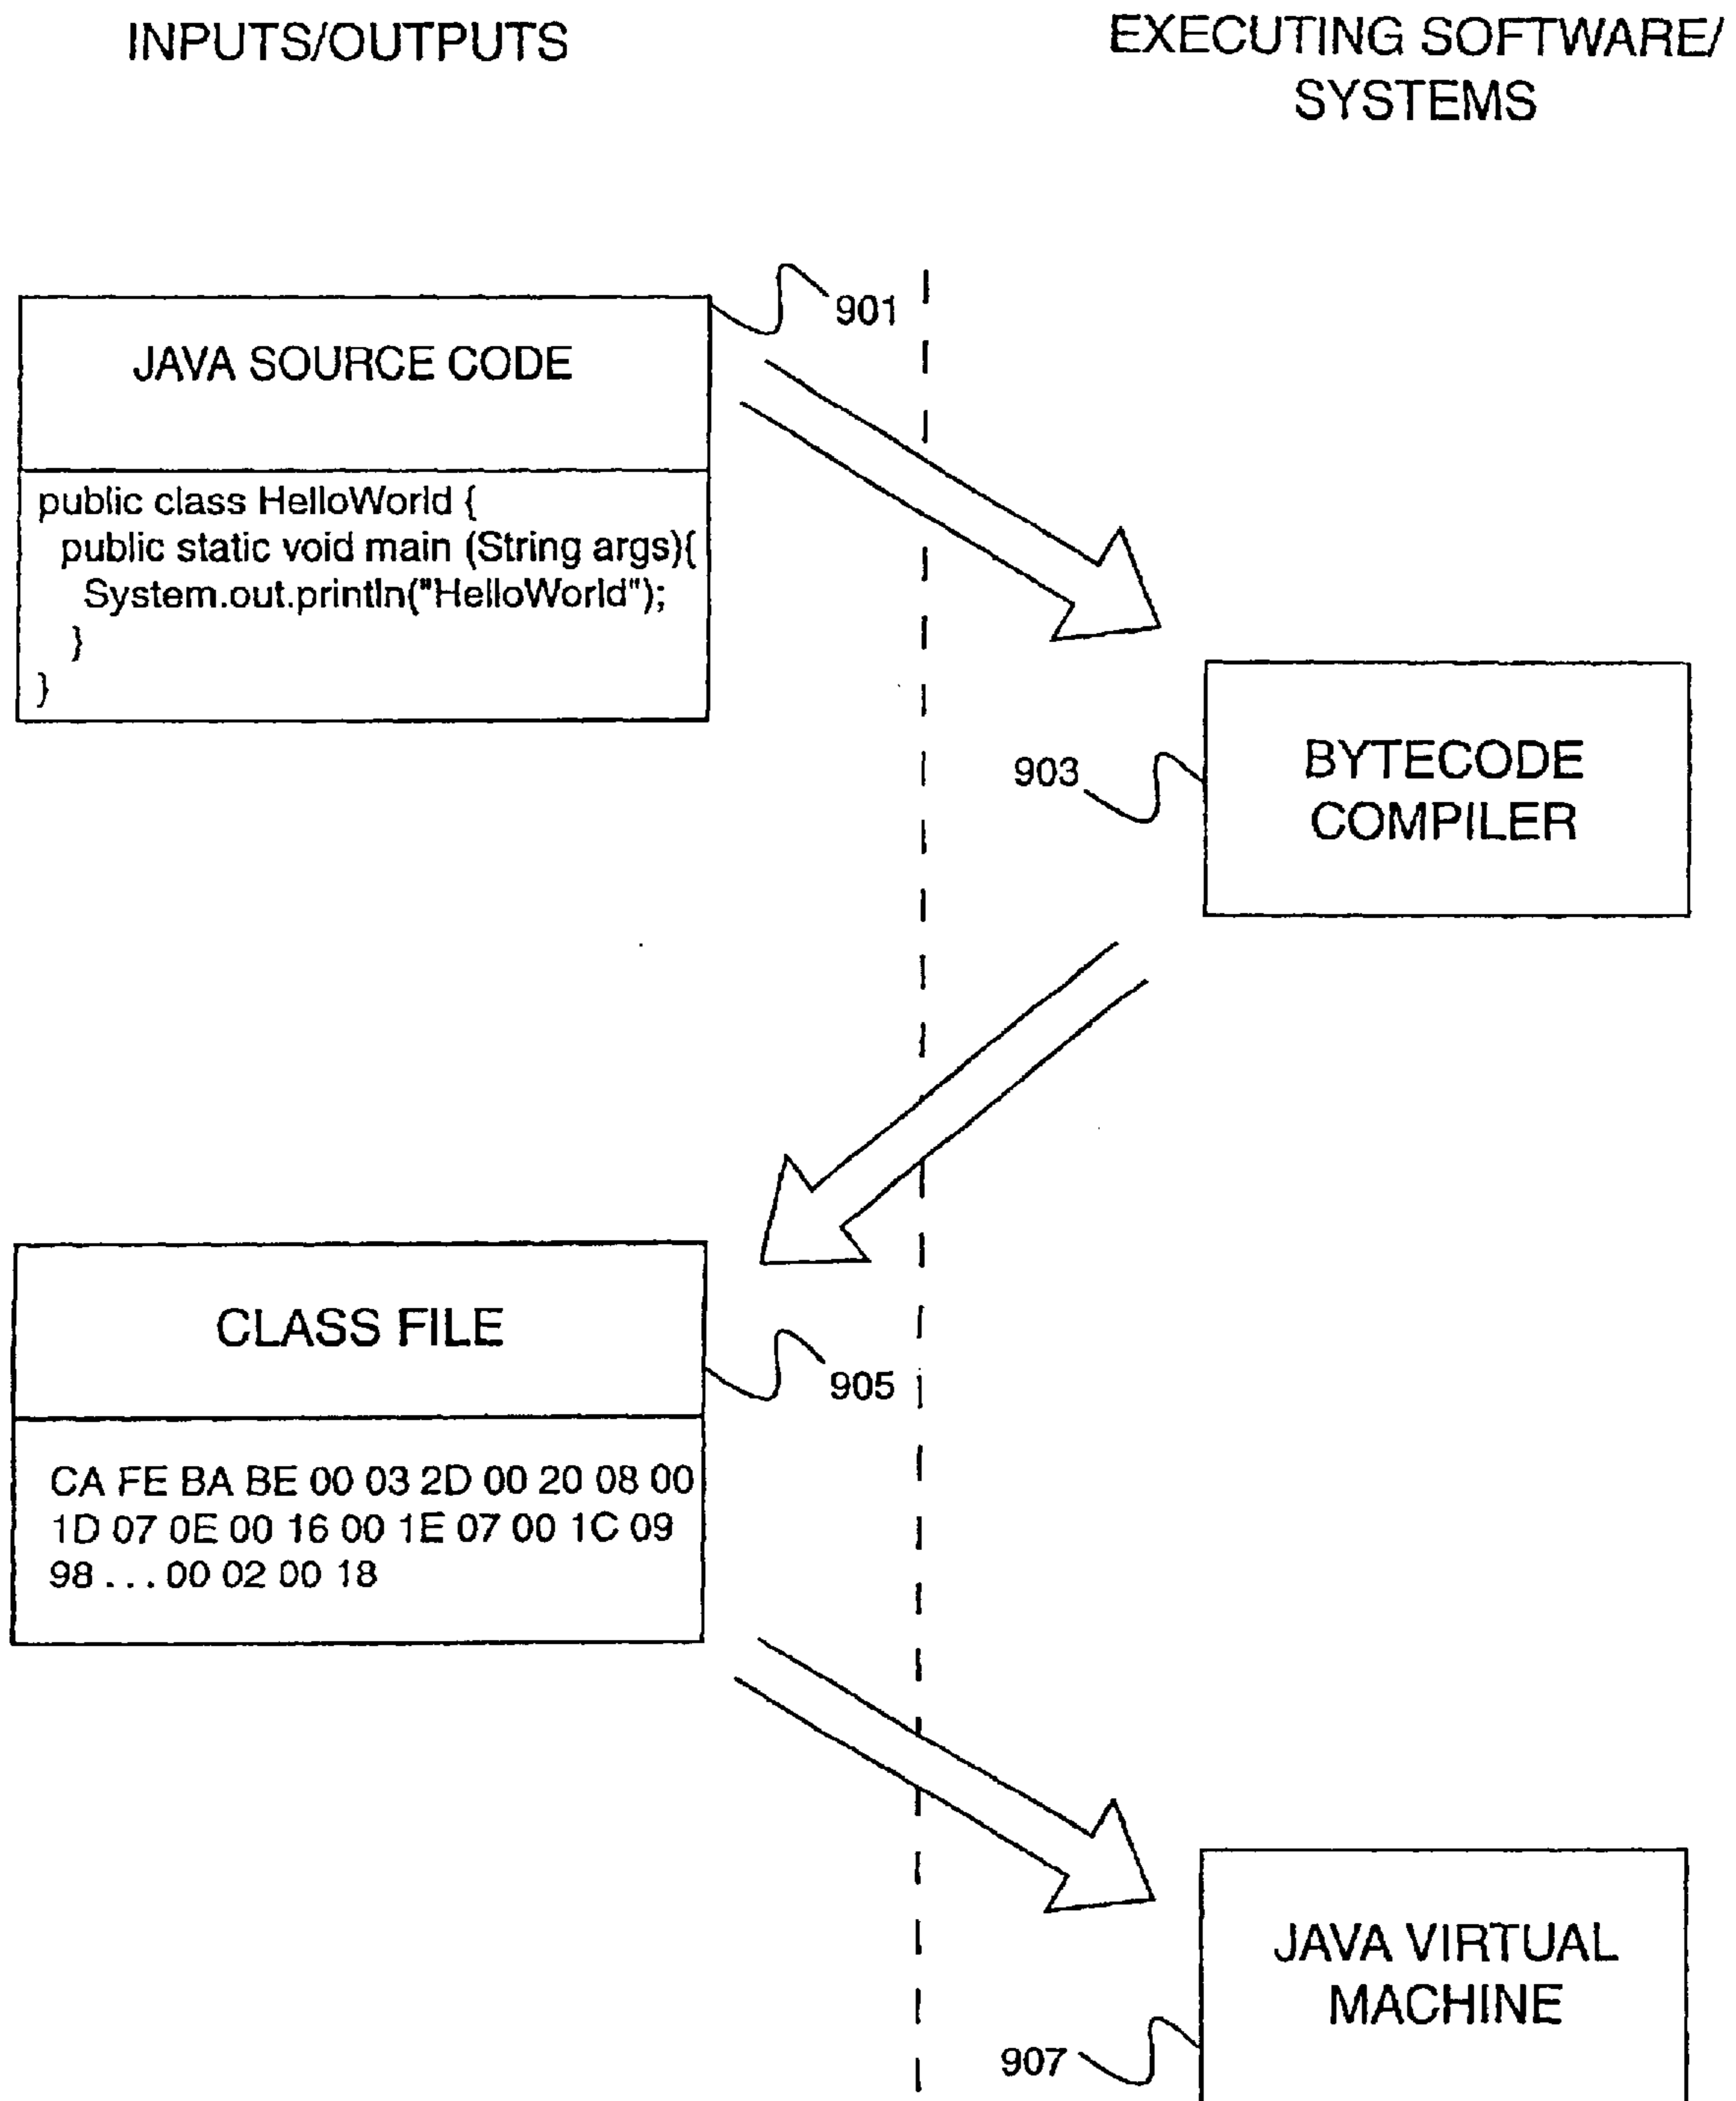 INPUTS/OUTPUTS
EXECUTING SOFTWARE/
SYSTEMS
901
JAVA SOURCE CODE
public class HelloWorld {
public static void main (String args){
System.out.println("HelloWorld");
}
}
903
BYTECODE
COMPILER
CLASS FILE
905
CA FE BA BE 00 03 2D 00 20 08 00
1D 07 0E 00 16 00 1E 07 00 1C 09
98 ... 00 02 00 18
JAVA VIRTUAL
MACHINE
907